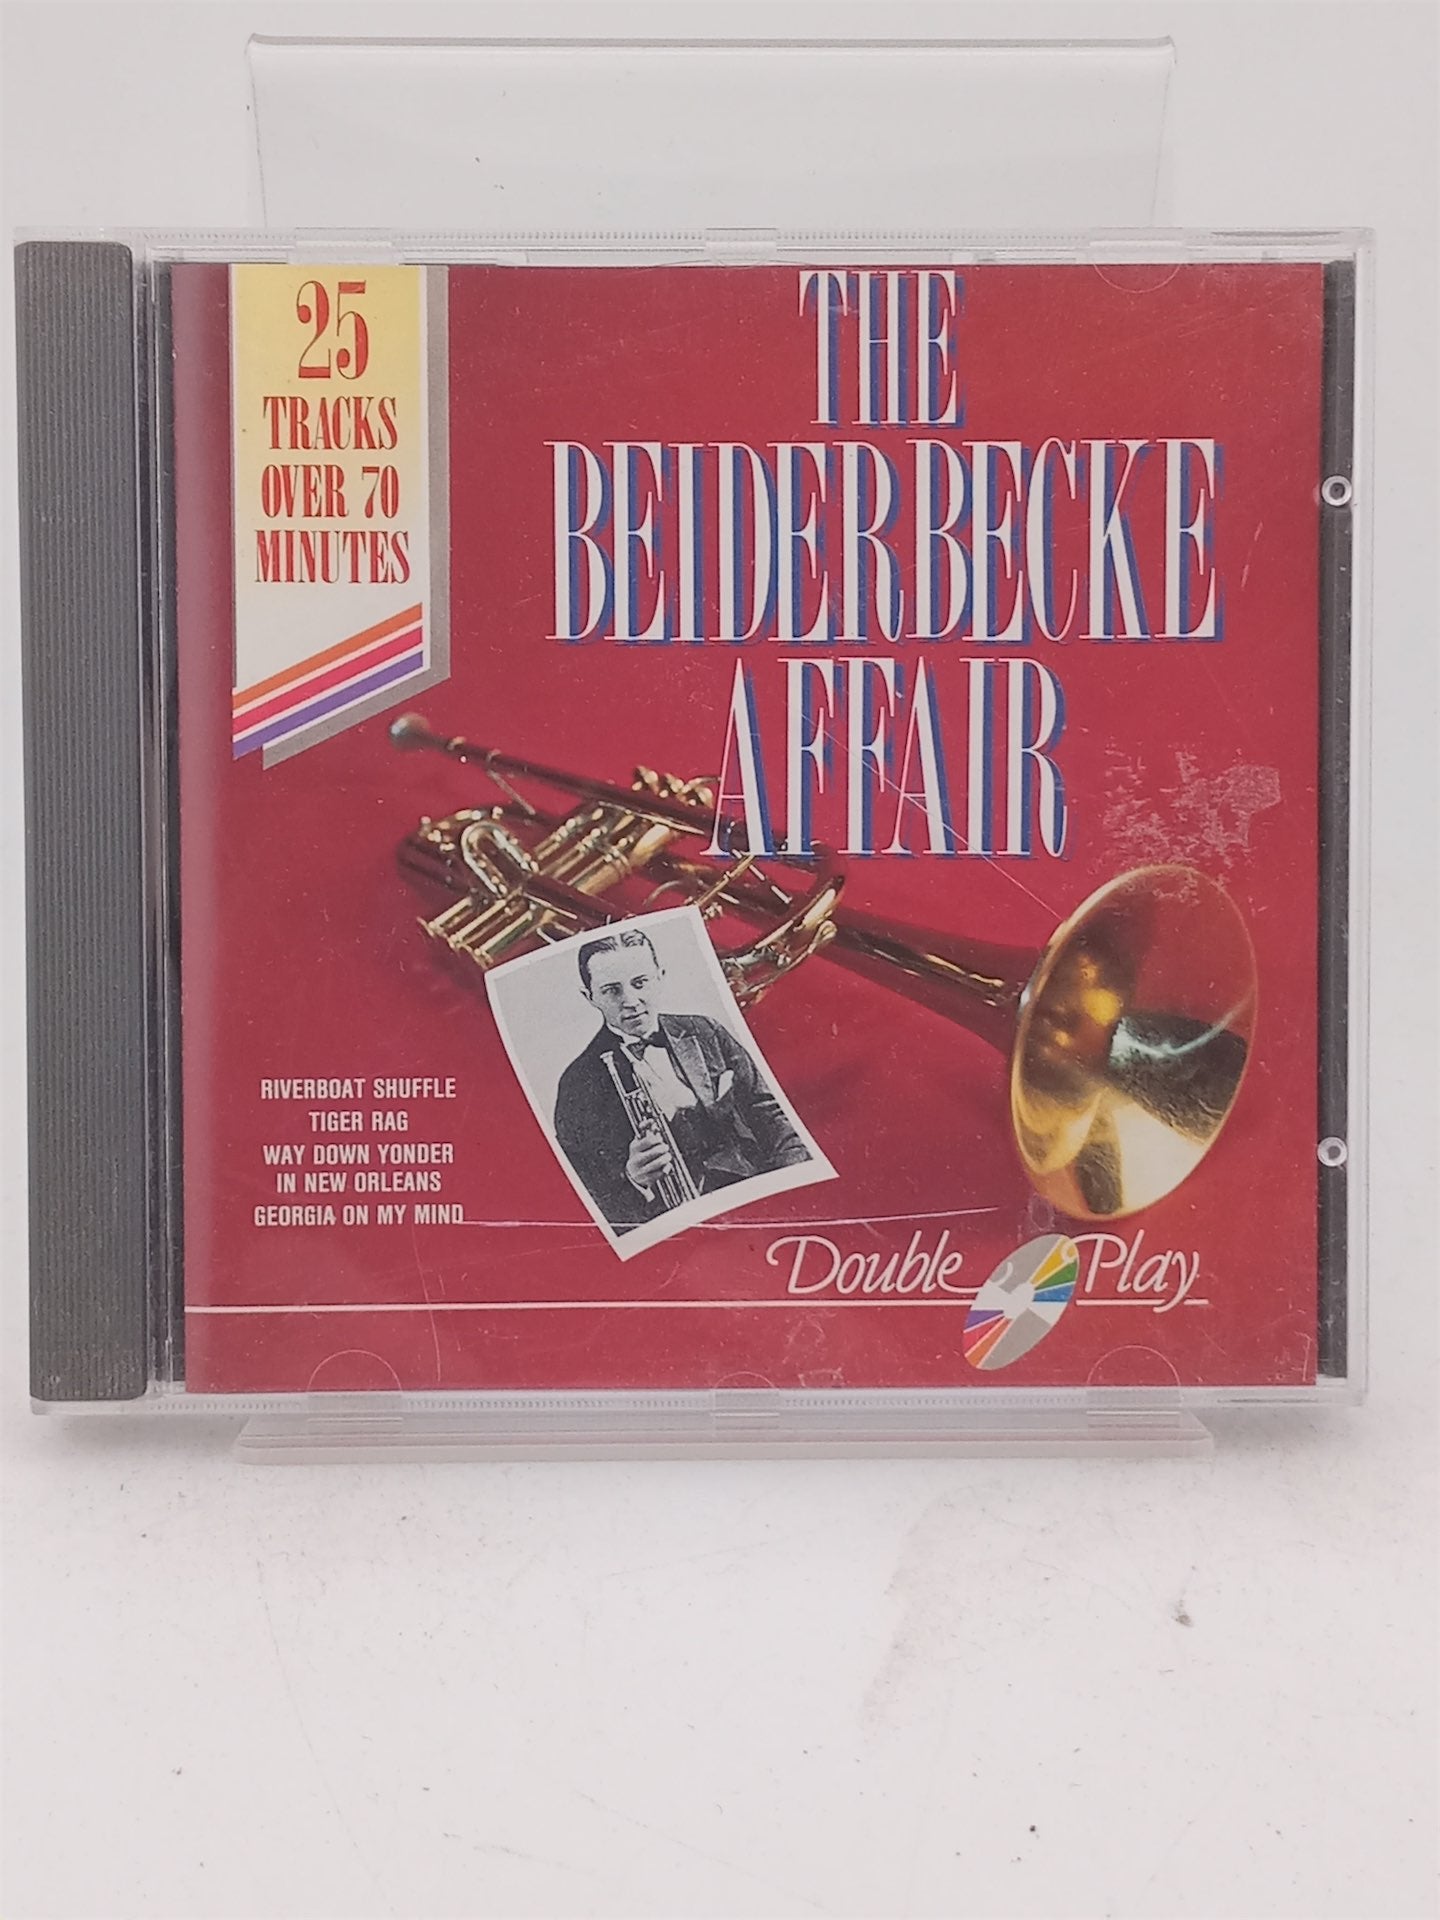 25
TRACKS
OVER 70
MINUTES
THE
BEIDERBECKE
AFFAIR
RIVERBOAT SHUFFLE
TIGER RAG
WAY DOWN YONDER
IN NEW ORLEANS
GEORGIA ON MY MIND
Double Play